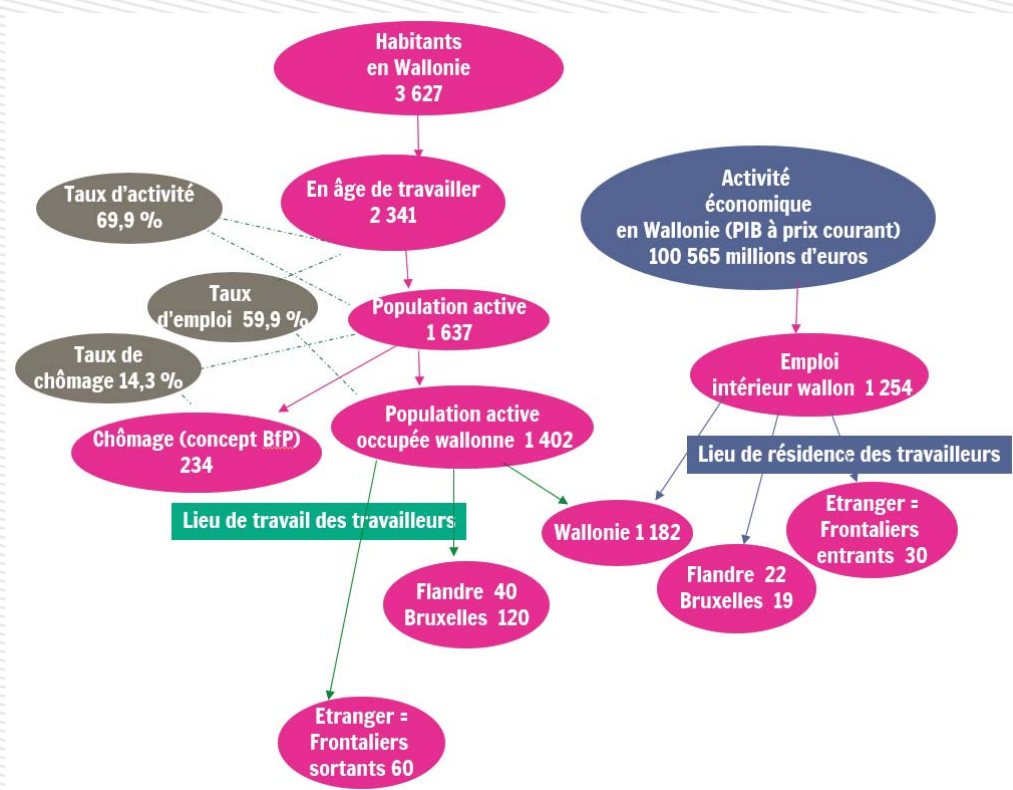 Habitants
en Wallonie
3 627
En âge de travailler
2 341
Taux d'activité
69,9 %
Taux
d'emploi 59,9 %
Taux de
chômage 14,3 %
Population active
1 637
Chômage (concept BfP)
234
Population active
occupée wallonne 1 402
Lieu de travail des travailleurs
Flandre 40
Bruxelles 120
Etranger =
Frontaliers
sortants 60
Activité
économique
en Wallonie (PIB à prix courant)
100 565 millions d'euros
Emploi
intérieur wallon 1 254
Lieu de résidence des travailleurs
Wallonie 1 182
Flandre 22
Bruxelles 19
Etranger =
Frontaliers
entrants 30